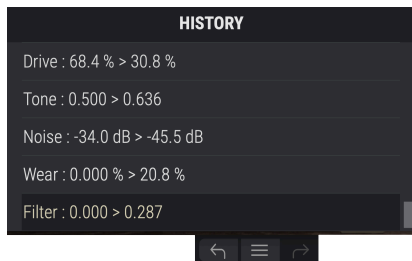 HISTORY
Drive : 68.4 % > 30.8 %
Tone : 0.500 > 0.636
Noise : -34.0 dB > -45.5 dB
Wear : 0.000 % > 20.8 %
Filter : 0.000 > 0.287